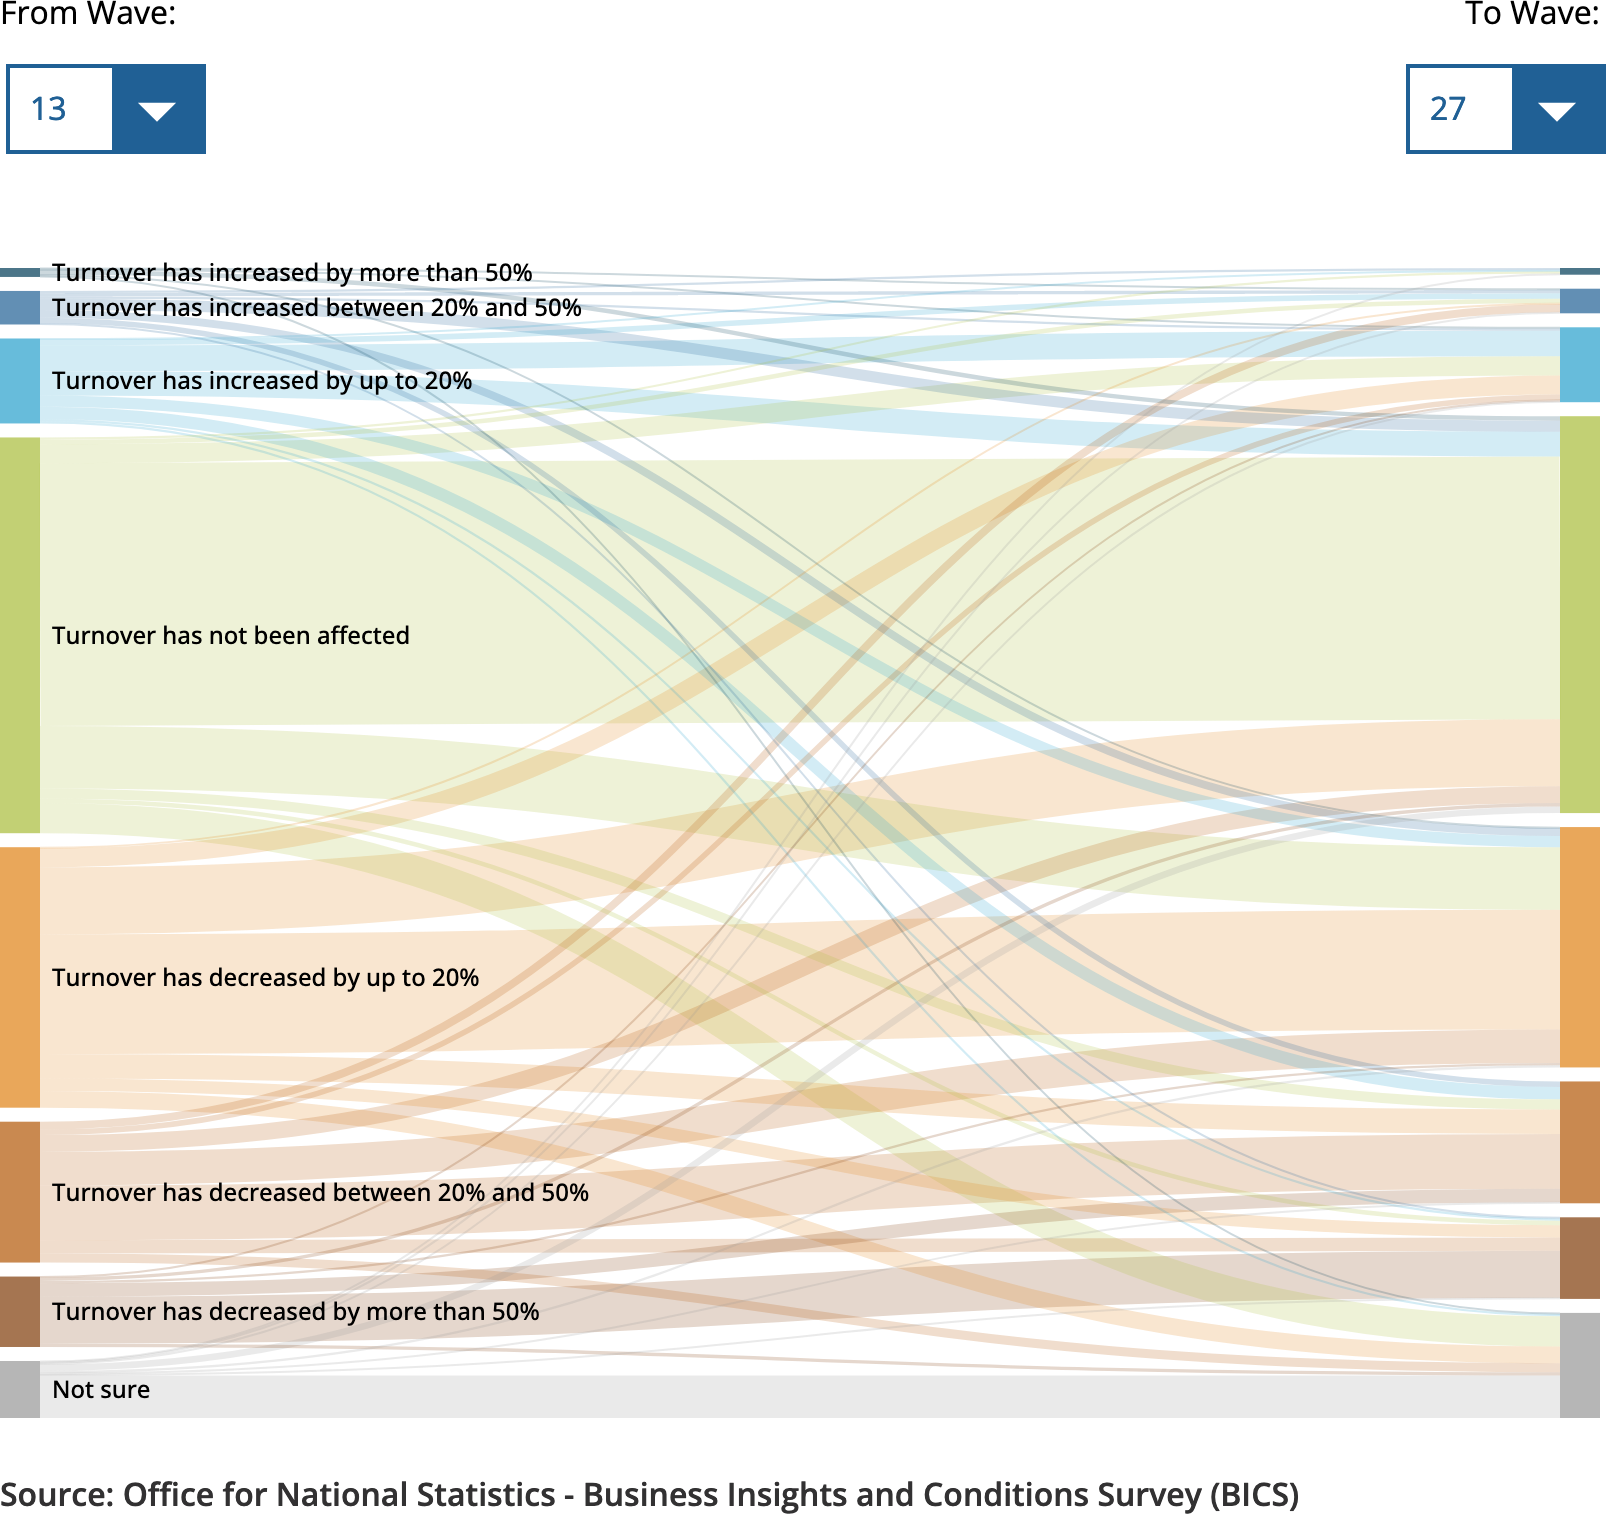 From Wave:
To Wave:
13
27
Turnover has increased by more than 50%
Turnover has increased between 20% and 50%
Turnover has increased by up to 20%
Turnover has not been affected
Turnover has decreased by up to 20%
Turnover has decreased between 20% and 50%
Turnover has decreased by more than 50%
Not sure
Source: Office for National Statistics - Business Insights and Conditions Survey (BICS)